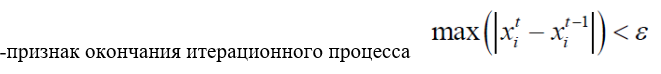 -признак окончания итерационного процесса max(|x_i^t − x_i^{t−1}|) < ε